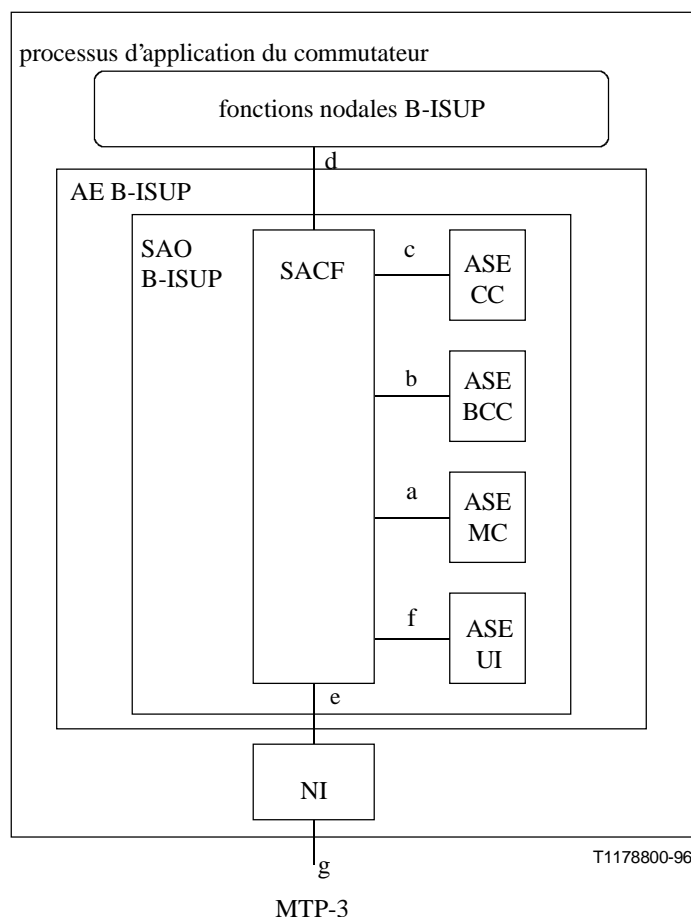 processus d'application du commutateur
fonctions nodales B-ISUP
d
AE B-ISUP
SAO
B-ISUP
SACF
c
ASE
CC
b
ASE
BCC
a
ASE
MC
f
ASE
UI
e
NI
T1178800-96
g
MTP-3